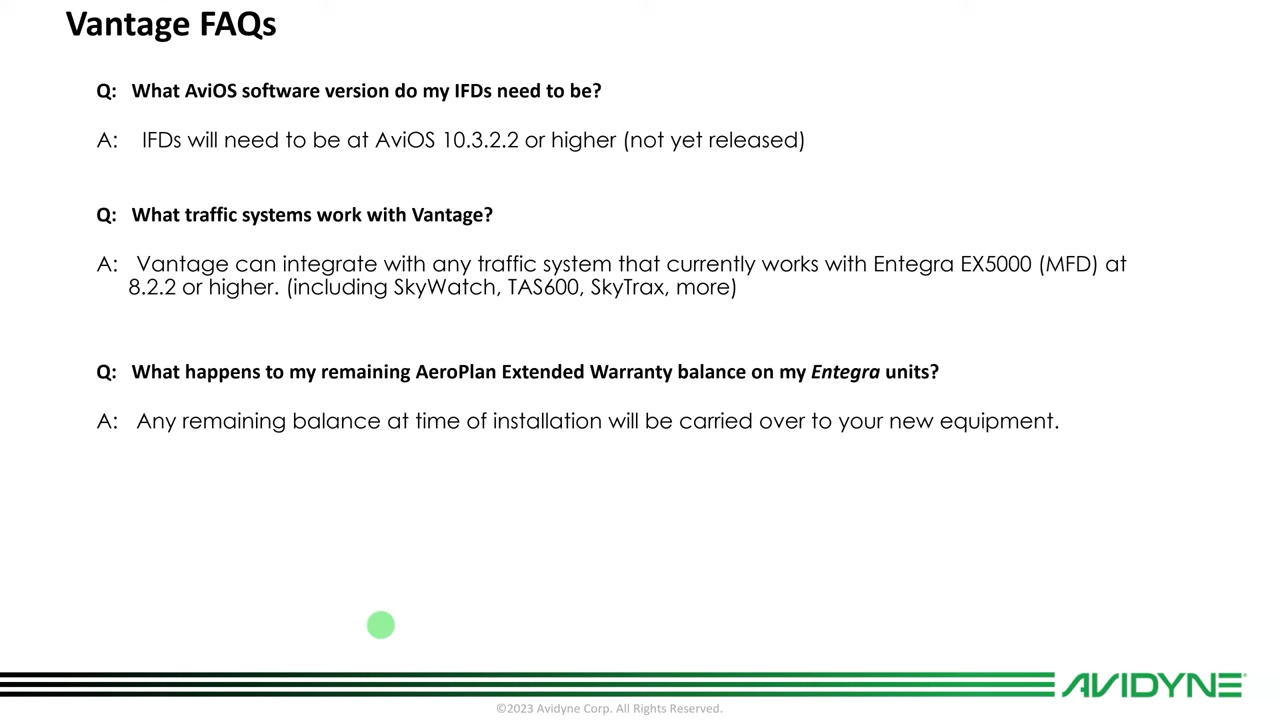 Vantage FAQs
Q: What AviOS software version do my IFDs need to be?
A: IFDs will need to be at AviOS 10.3.2.2 or higher (not yet released)
Q: What traffic systems work with Vantage?
A: Vantage can integrate with any traffic system that currently works with Entegra EX5000 (MFD) at
8.2.2 or higher. (including SkyWatch, TAS600, SkyTrax, more)
Q: What happens to my remaining AeroPlan Extended Warranty balance on my Entegra units?
A: Any remaining balance at time of installation will be carried over to your new equipment.
AVIDYNE®
©2023 Avidyne Corp. All Rights Reserved.